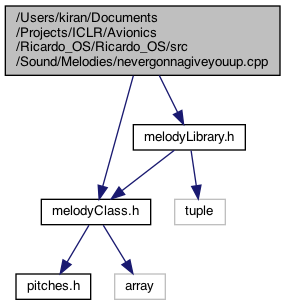 /Users/kiran/Documents
/Projects/ICLR/Avionics
/Ricardo_OS/Ricardo_OS/src
/Sound/Melodies/nevergonnagiveyouup.cpp
melodyLibrary.h
melodyClass.h
tuple
pitches.h
array